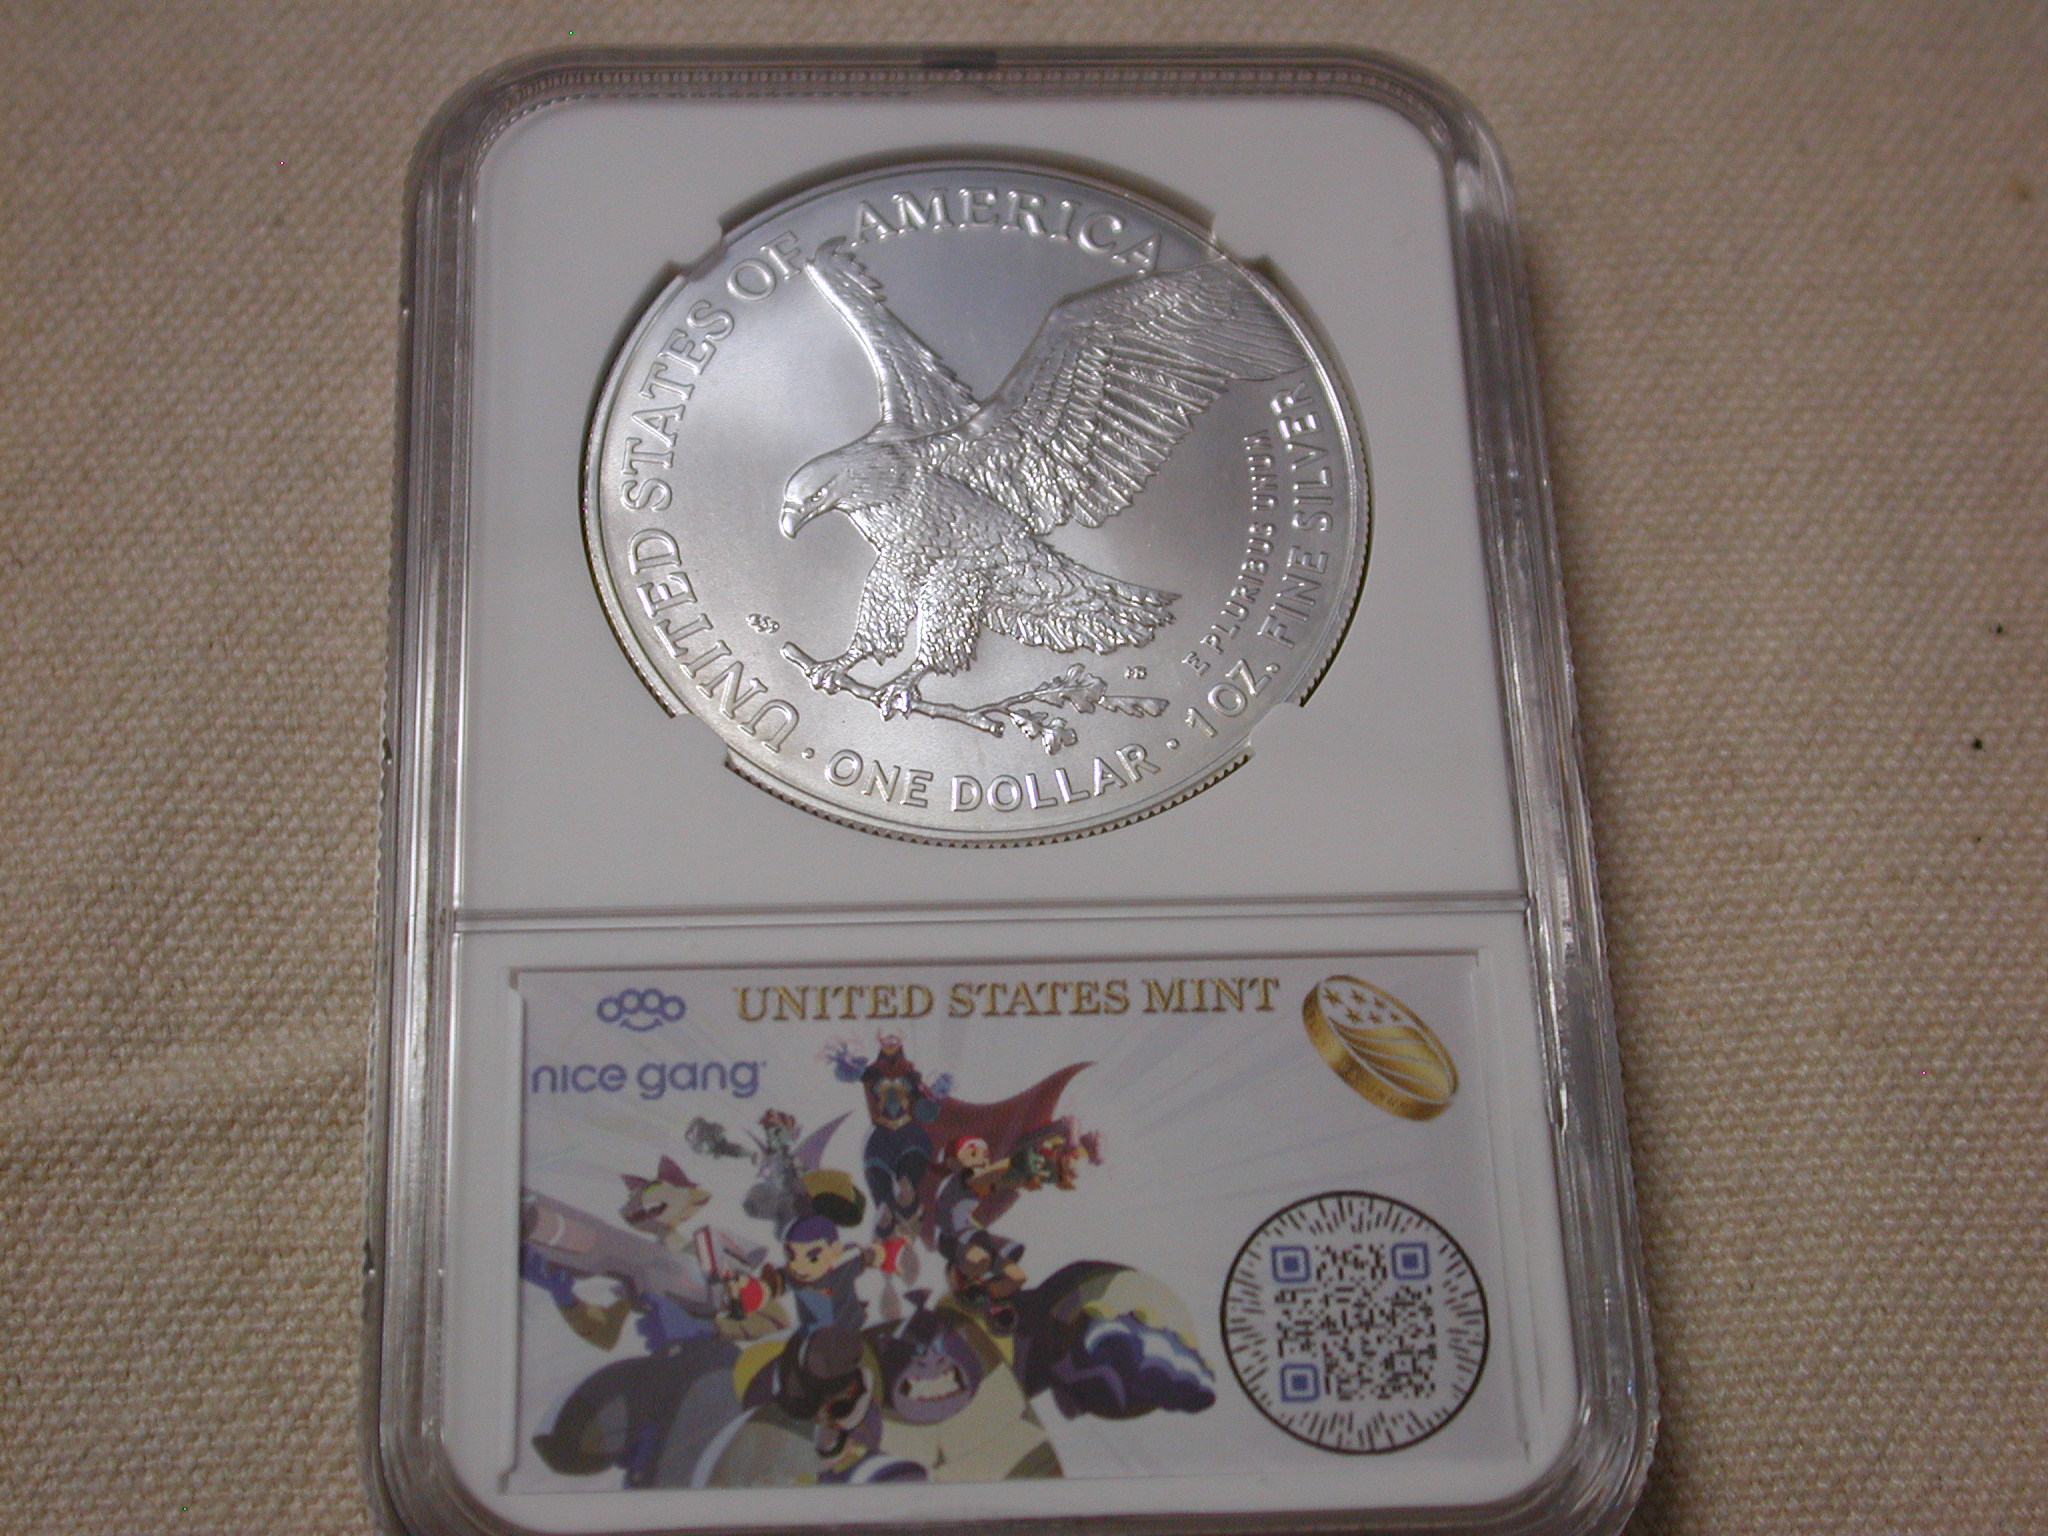 UNITED STATES OF AMERICA
E PLURIBUS UNUM
1 OZ. FINE SILVER
· ONE DOLLAR ·
UNITED STATES MINT
nice gang